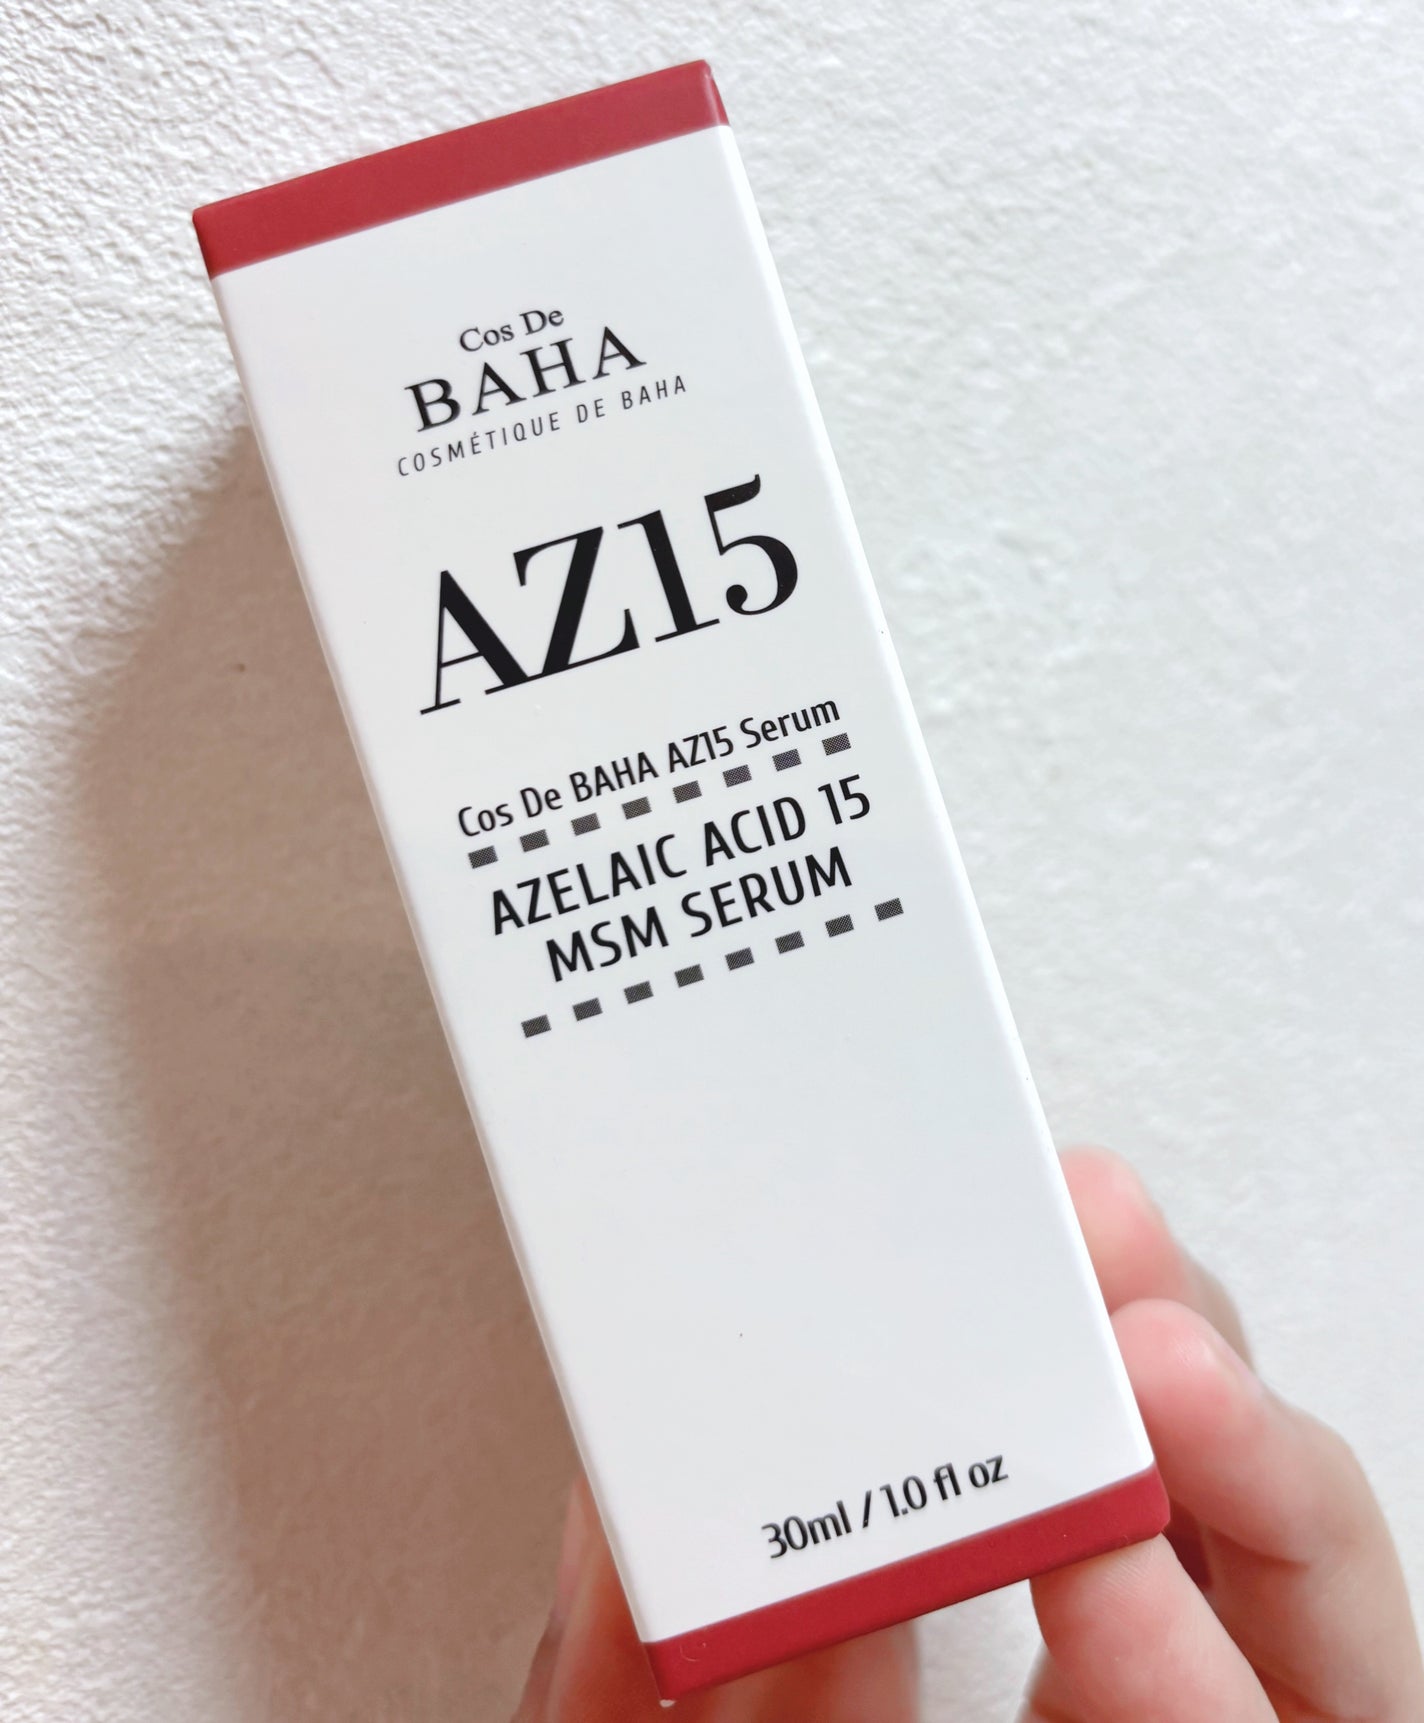 Cos De
BAHA
COSMÉTIQUE DE BAHA
AZ15
Cos De BAHA AZ15 Serum
AZELAIC ACID 15
MSM SERUM
30ml / 1.0 fl oz